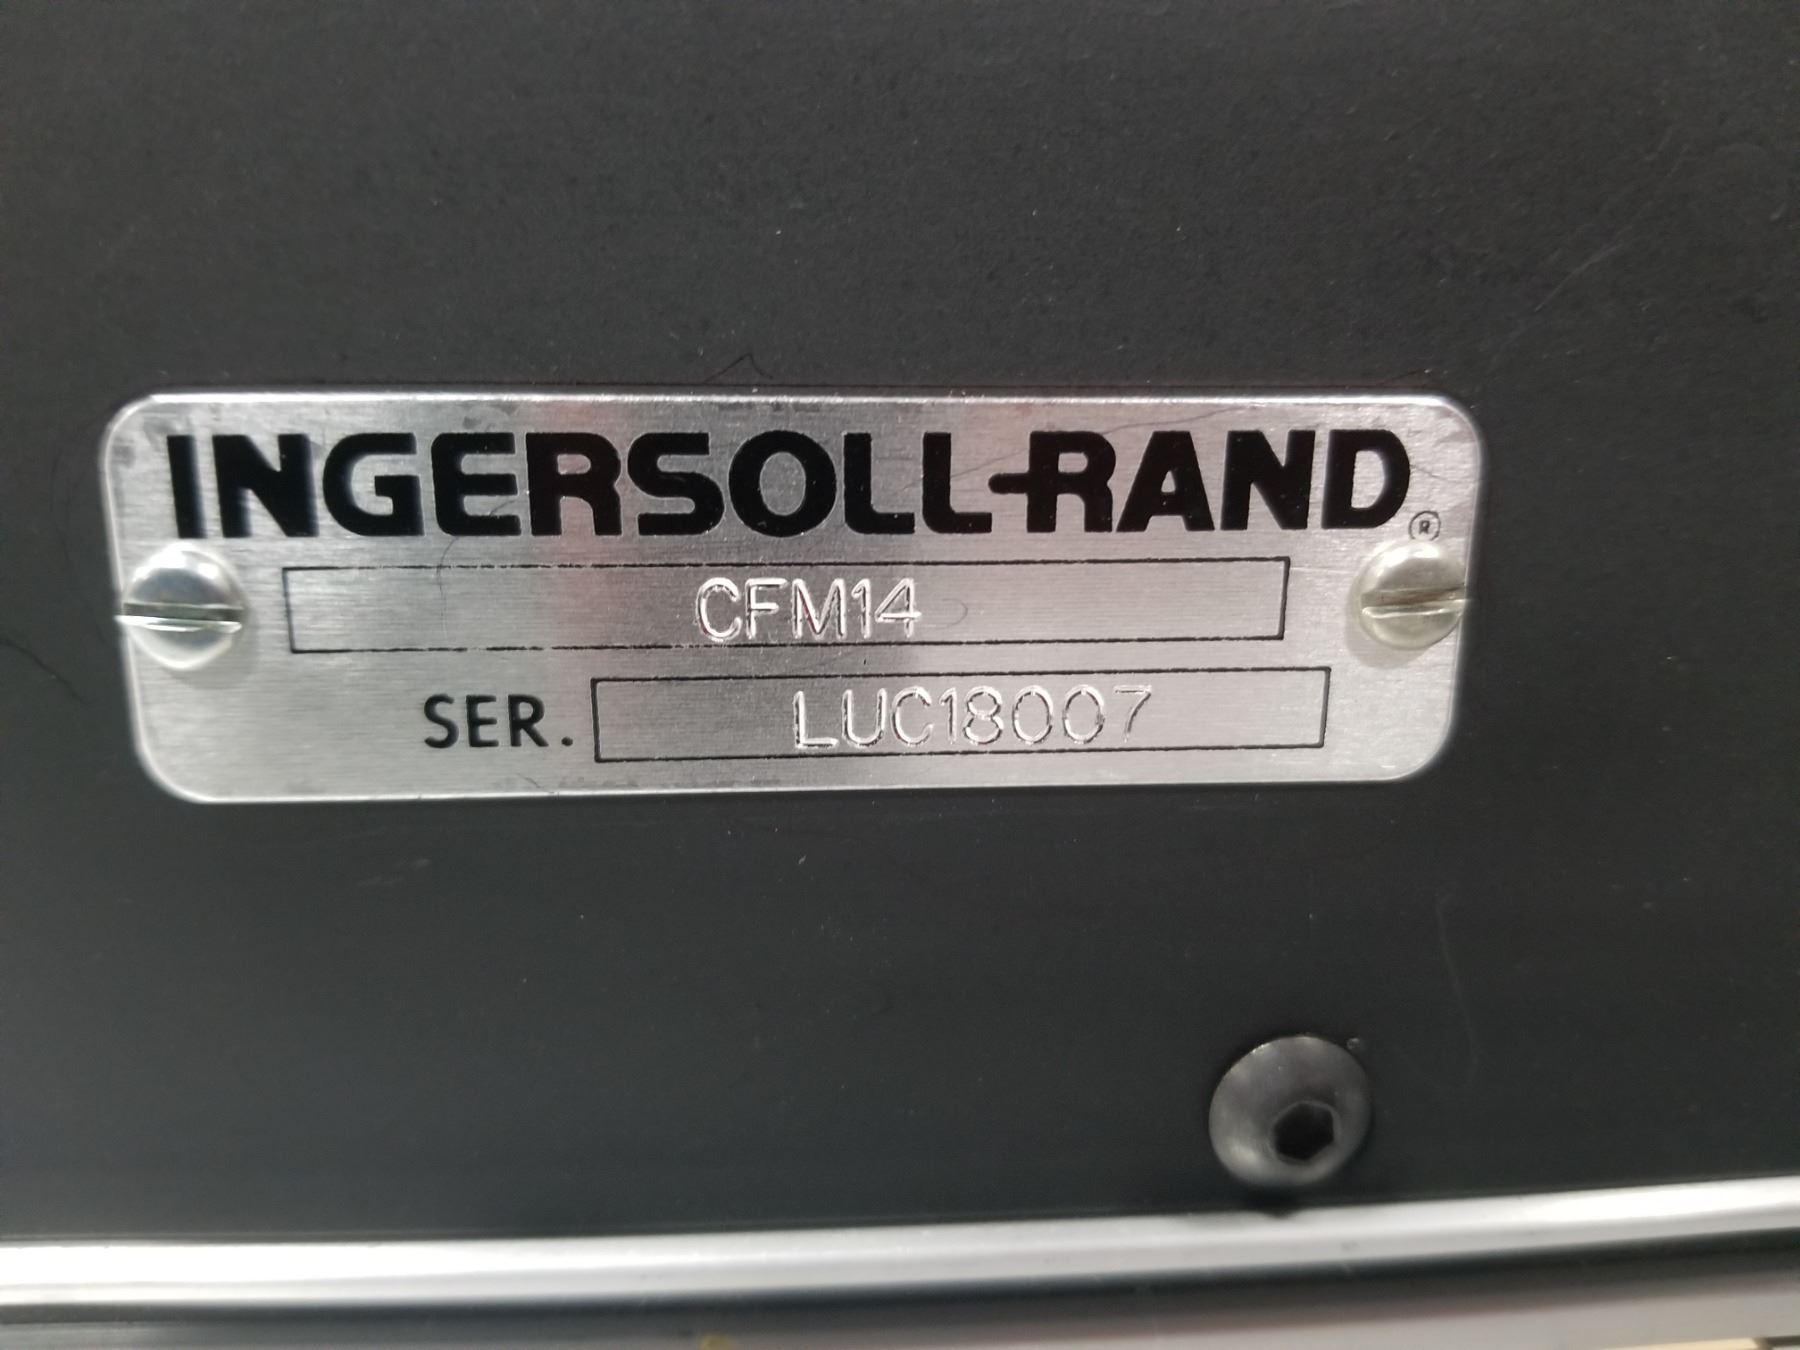 INGERSOLL-RAND®
CFM14
SER. LUC18007